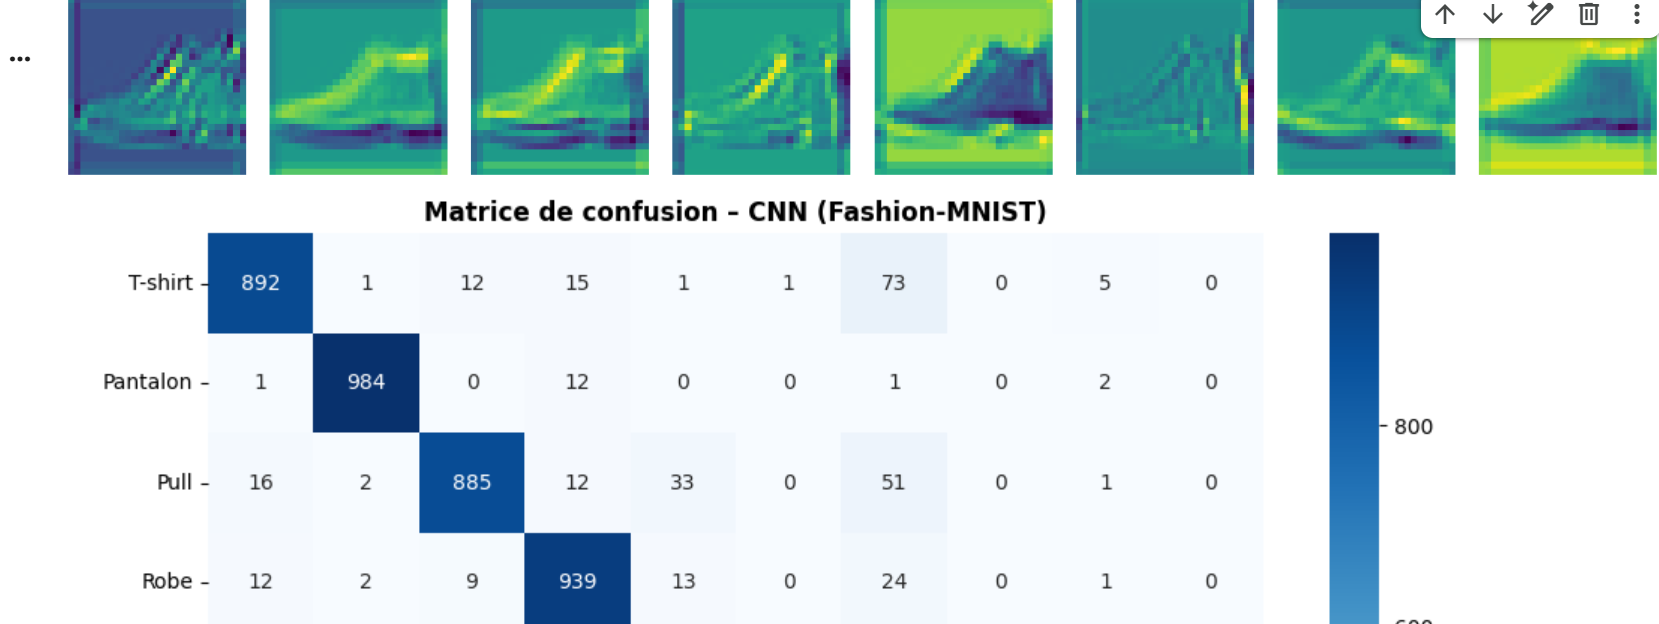 ...
Matrice de confusion – CNN (Fashion-MNIST)
T-shirt 892 1 12 15 1 1 73 0 5 0
Pantalon 1 984 0 12 0 0 1 0 2 0
800
Pull 16 2 885 12 33 0 51 0 1 0
Robe 12 2 9 939 13 0 24 0 1 0